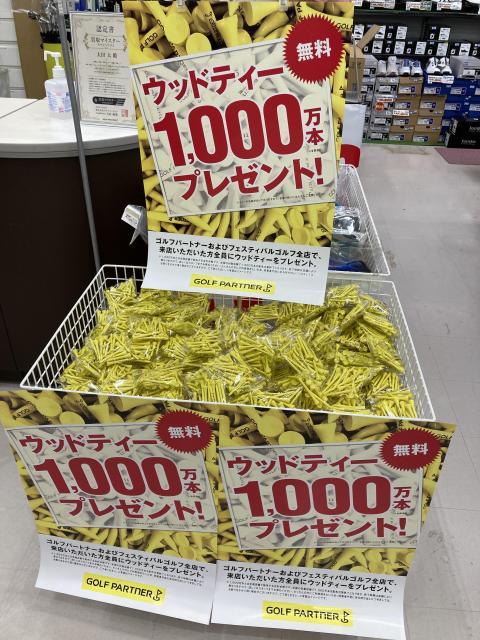 認定書
買取マイスター
無料
ウッドティー
1,000万本
プレゼント!
ゴルフパートナーおよびフェスティバルゴルフ全店で、
来店いただいた方全員にウッドティーをプレゼント。
GOLF PARTNER
無料
ウッドティー
1,000万本
プレゼント!
ゴルフパートナーおよびフェスティバルゴルフ全店で、
来店いただいた方全員にウッドティーをプレゼント。
GOLF PARTNER
無料
ウッドティー
1,000万本
プレゼント!
ゴルフパートナーおよびフェスティバルゴルフ全店で、
来店いただいた方全員にウッドティーをプレゼント。
GOLF PARTNER